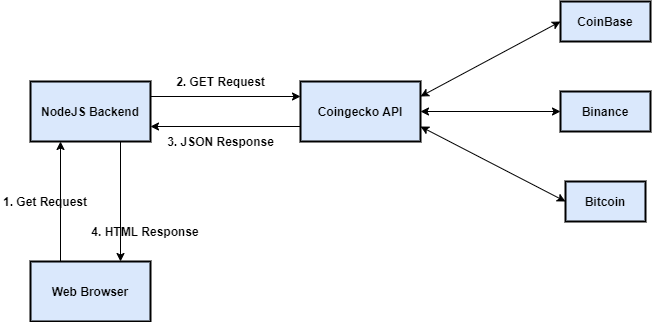 CoinBase
2. GET Request
NodeJS Backend
Coingecko API
Binance
3. JSON Response
1. Get Request
Bitcoin
4. HTML Response
Web Browser